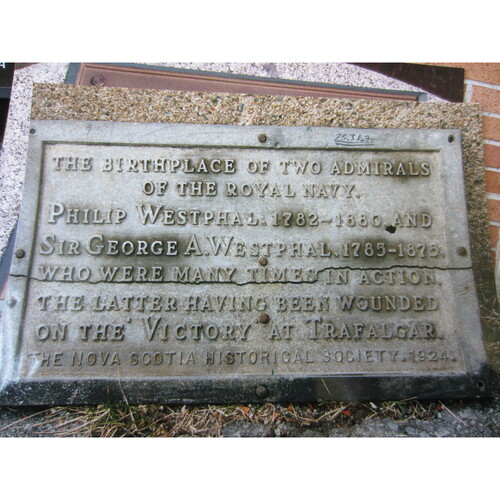 THE BIRTHPLACE OF TWO ADMIRALS
OF THE ROYAL NAVY.
PHILIP WESTPHAL. 1782-1880. AND
SIR GEORGE A. WESTPHAL. 1785-1875.
WHO WERE MANY TIMES IN ACTION.
THE LATTER HAVING BEEN WOUNDED
ON THE "VICTORY" AT TRAFALGAR.
THE NOVA SCOTIA HISTORICAL SOCIETY. 1924.